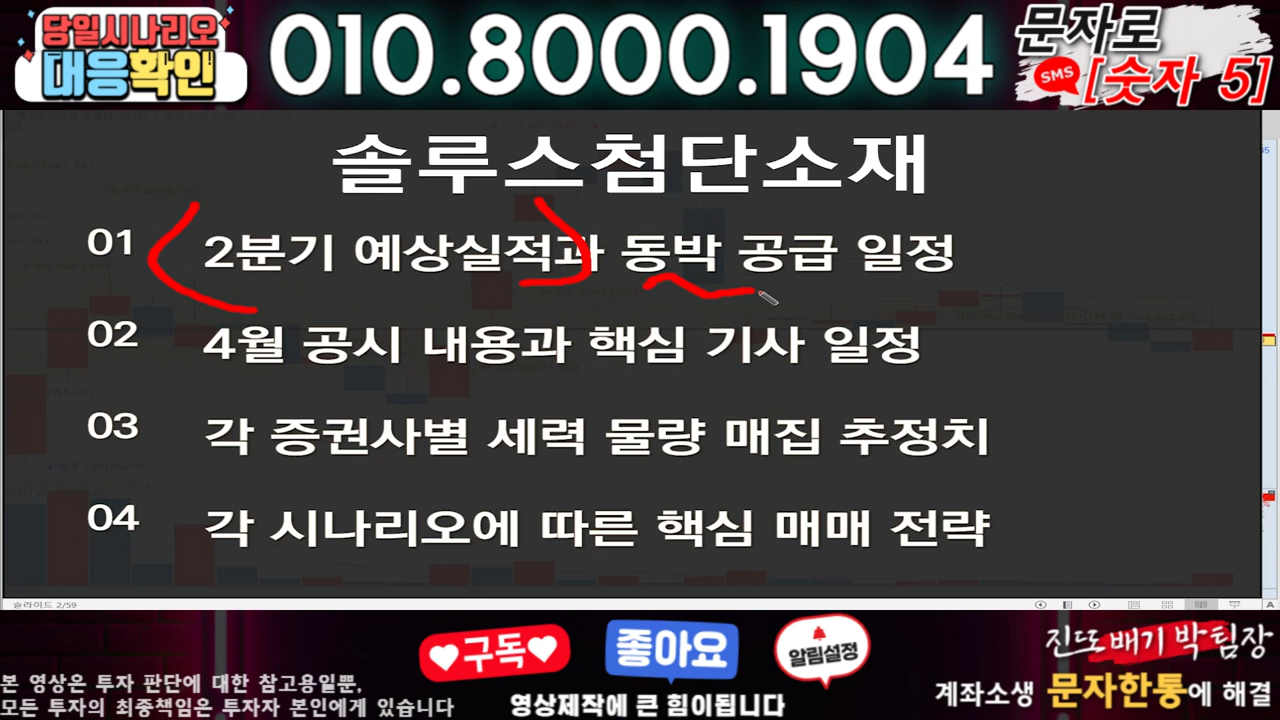 당일시나리오
대응확인
010.8000.1904
문자로
SMS
[숫자 5]
솔루스첨단소재
01 2분기 예상실적과 동박 공급 일정
02 4월 공시 내용과 핵심 기사 일정
03 각 증권사별 세력 물량 매집 추정치
04 각 시나리오에 따른 핵심 매매 전략
슬라이드 2/59
본 영상은 투자 판단에 대한 참고용일뿐,
모든 투자의 최종책임은 투자자 본인에게 있습니다
구독
좋아요
알림설정
영상제작에 큰 힘이됩니다
진또배기 박팀장
계좌소생 문자한통에 해결